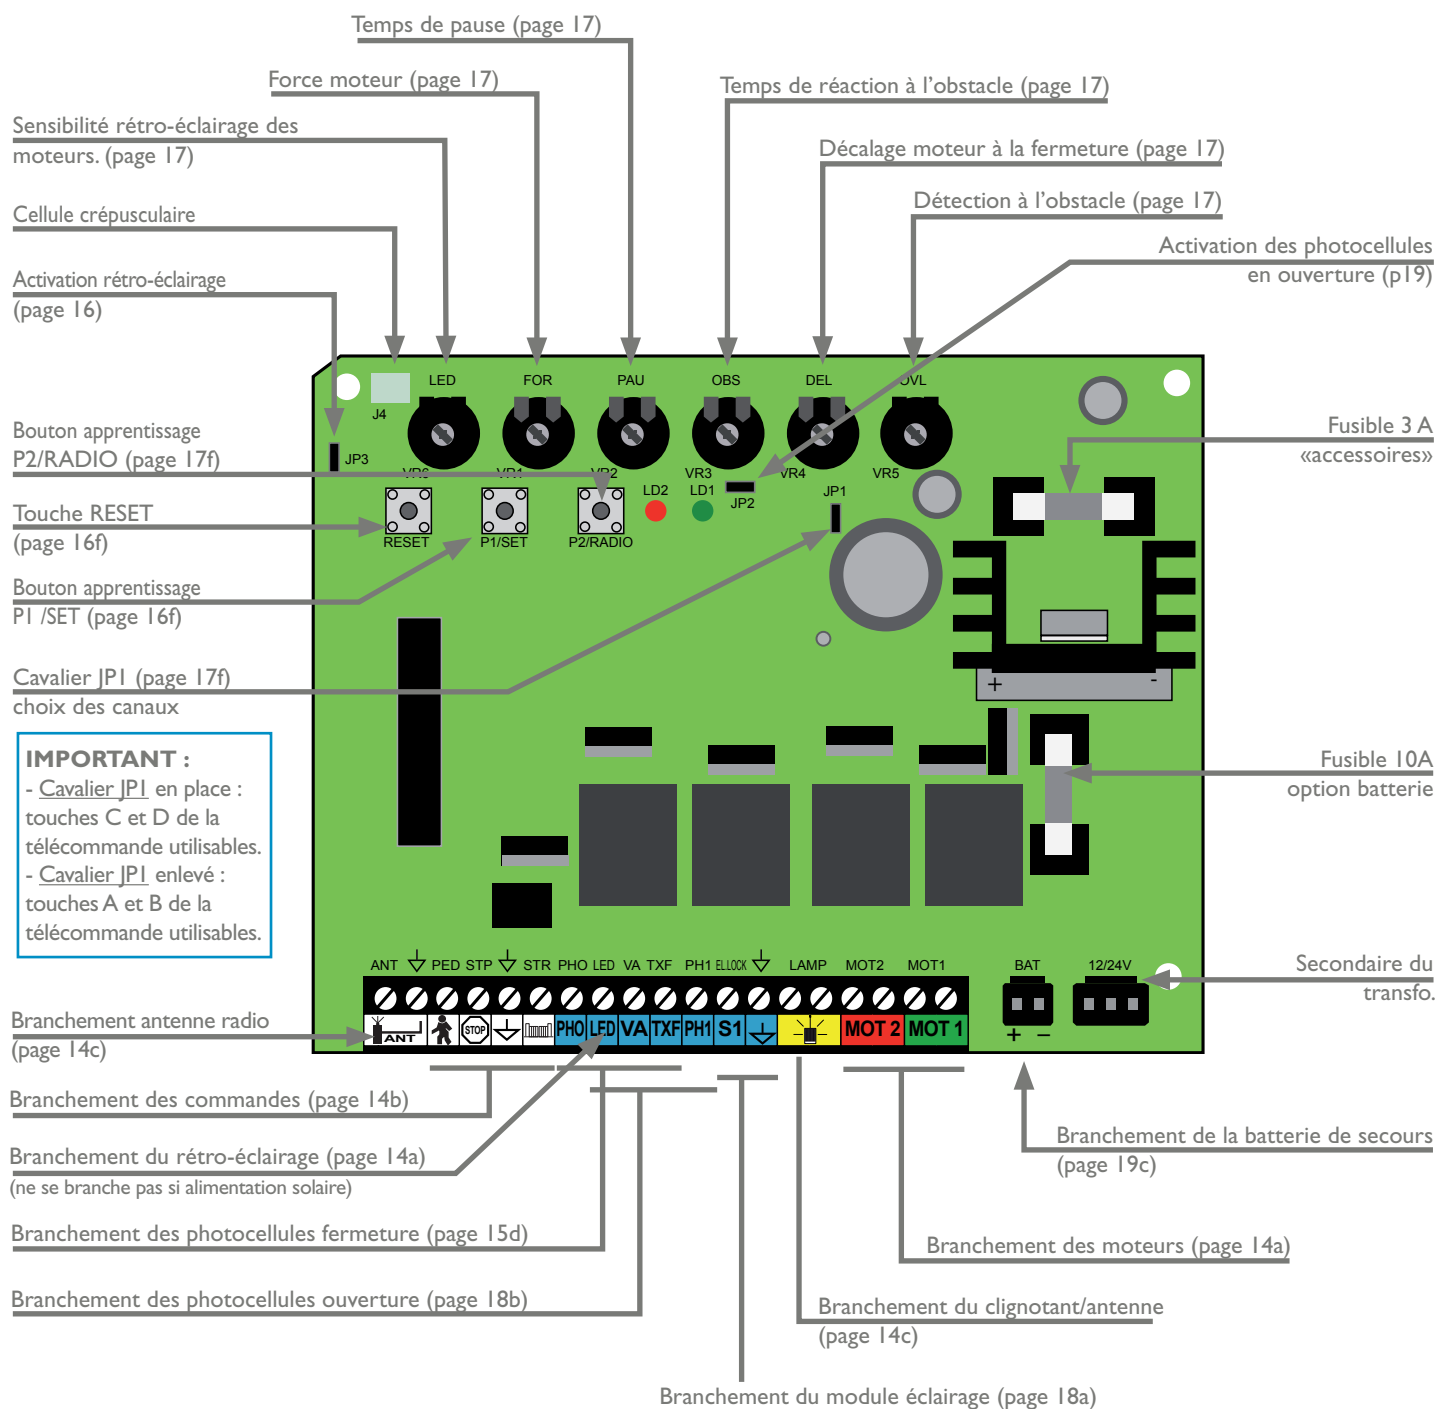 Temps de pause (page 17)
Force moteur (page 17)
Temps de réaction à l’obstacle (page 17)
Sensibilité rétro-éclairage des
moteurs. (page 17)
Décalage moteur à la fermeture (page 17)
Cellule crépusculaire
Détection à l’obstacle (page 17)
Activation des photocellules
en ouverture (p19)
Activation rétro-éclairage
(page 16)
LED FOR PAU OBS DEL OVL
J4
JP3
Bouton apprentissage
P2/RADIO (page 17f)
Fusible 3 A
«accessoires»
VR6 VR1 VR2 VR3 VR4 VR5
LD2 LD1 JP2 JP1
Touche RESET
(page 16f)
RESET P1/SET P2/RADIO
Bouton apprentissage
P1 /SET (page 16f)
Cavalier JP1 (page 17f)
choix des canaux
+ -
IMPORTANT :
- Cavalier JP1 en place :
touches C et D de la
télécommande utilisables.
- Cavalier JP1 enlevé :
touches A et B de la
télécommande utilisables.
Fusible 10A
option batterie
ANT PED STP STR PHO LED VA TXF PH1 EL.LOCK LAMP MOT2 MOT1 BAT 12/24V
Secondaire du
transfo.
ANT STOP PHO LED VA TXF PH1 S1 MOT 2 MOT 1
+ −
Branchement antenne radio
(page 14c)
Branchement des commandes (page 14b)
Branchement de la batterie de secours
(page 19c)
Branchement du rétro-éclairage (page 14a)
(ne se branche pas si alimentation solaire)
Branchement des photocellules fermeture (page 15d)
Branchement des moteurs (page 14a)
Branchement des photocellules ouverture (page 18b)
Branchement du clignotant/antenne
(page 14c)
Branchement du module éclairage (page 18a)